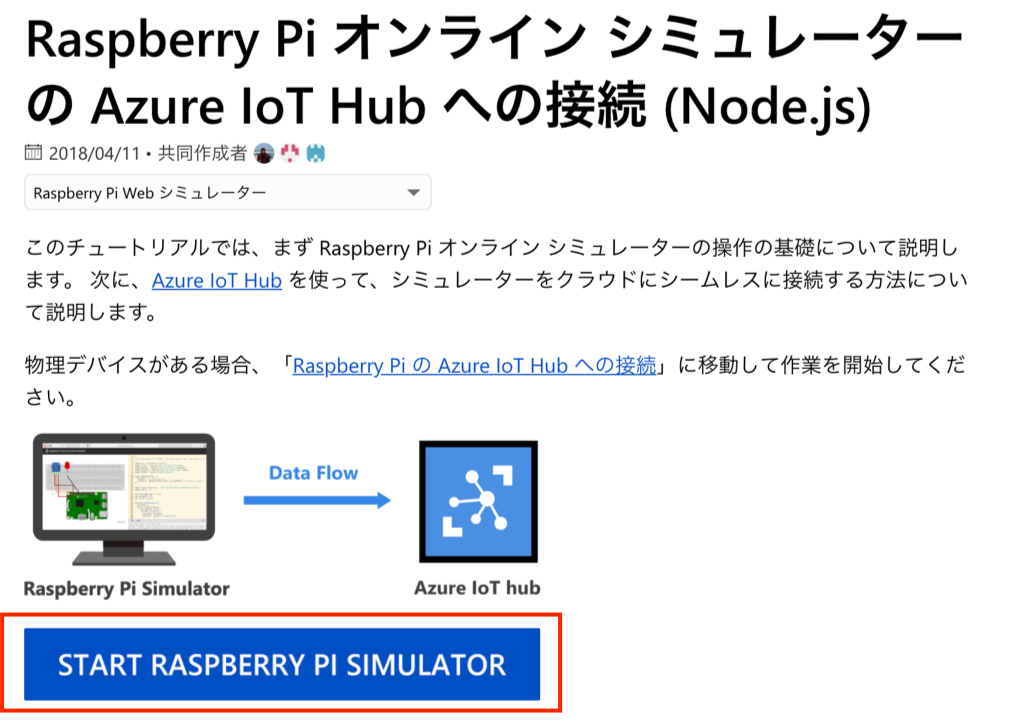 Raspberry Pi オンライン シミュレーター
の Azure IoT Hub への接続 (Node.js)
2018/04/11 • 共同作成者
Raspberry Pi Web シミュレーター
このチュートリアルでは、まず Raspberry Pi オンライン シミュレーターの操作の基礎について説明し
ます。 次に、Azure IoT Hub を使って、シミュレーターをクラウドにシームレスに接続する方法につい
て説明します。
物理デバイスがある場合、「Raspberry Pi の Azure IoT Hub への接続」に移動して作業を開始してくだ
さい。
Data Flow
Raspberry Pi Simulator
Azure IoT hub
START RASPBERRY PI SIMULATOR